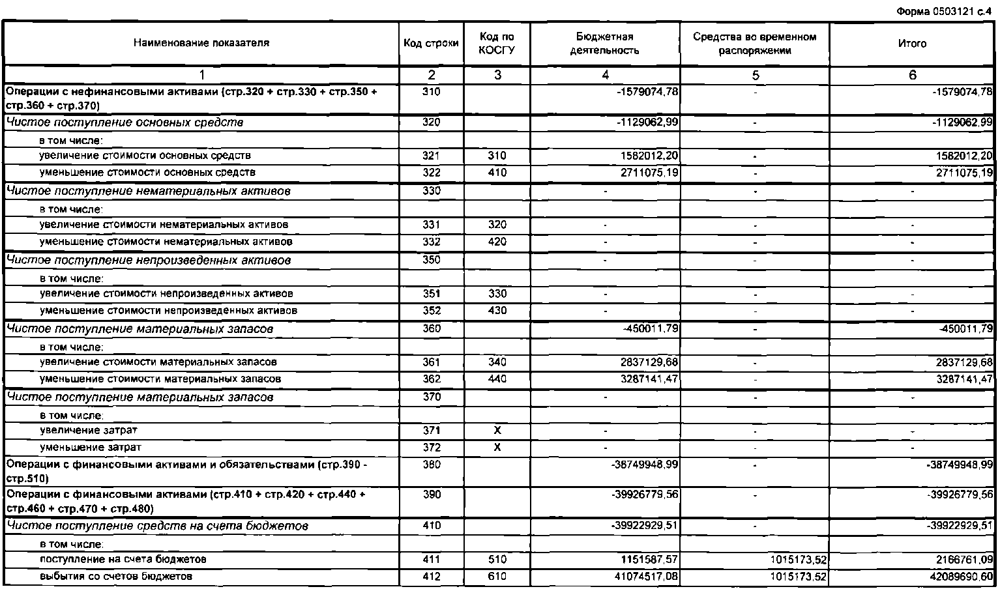 Форма 0503121 с.4
Наименование показателя Код строки Код по КОСГУ Бюджетная деятельность Средства во временном распоряжении Итого
1 2 3 4 5 6
Операции с нефинансовыми активами (стр.320 + стр.330 + стр.350 + 310 -1579074,78 - -1579074,78
стр.360 + стр.370)
Чистое поступление основных средств 320 -1129062,99 - -1129062,99
в том числе:
увеличение стоимости основных средств 321 310 1582012,20 - 1582012,20
уменьшение стоимости основных средств 322 410 2711075,19 - 2711075,19
Чистое поступление нематериальных активов 330 - - -
в том числе:
увеличение стоимости нематериальных активов 331 320 - - -
уменьшение стоимости нематериальных активов 332 420 - - -
Чистое поступление непроизведенных активов 350 - - -
в том числе:
увеличение стоимости непроизведенных активов 351 330 - - -
уменьшение стоимости непроизведенных активов 352 430 - - -
Чистое поступление материальных запасов 360 -450011,79 - -450011,79
в том числе:
увеличение стоимости материальных запасов 361 340 2837129,68 - 2837129,68
уменьшение стоимости материальных запасов 362 440 3287141,47 - 3287141,47
Чистое поступление материальных запасов 370 - - -
в том числе:
увеличение затрат 371 X - - -
уменьшение затрат 372 X - - -
Операции с финансовыми активами и обязательствами (стр.390 - 380 -38749948,99 - -38749948,99
стр.510)
Операции с финансовыми активами (стр.410 + стр.420 + стр.440 + 390 -39926779,56 - -39926779,56
стр.460 + стр.470 + стр.480)
Чистое поступление средств на счета бюджетов 410 -39922929,51 - -39922929,51
в том числе:
поступление на счета бюджетов 411 510 1151587,57 1015173,52 2166761,09
выбытия со счетов бюджетов 412 610 41074517,08 1015173,52 42089690,60